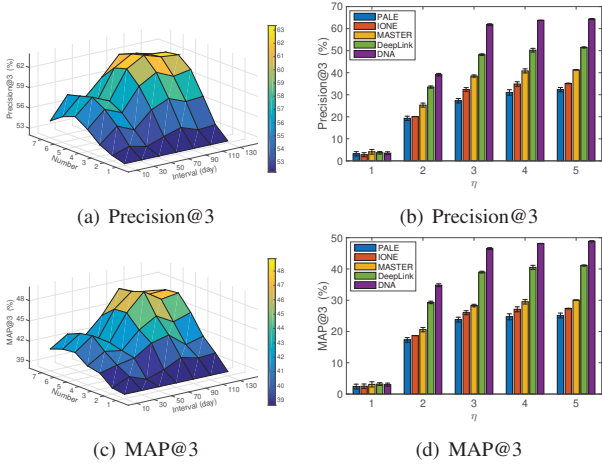 62
59
56
53
Precision@3 (%)
7
6
5
4
3
2
1
Number
10
30
50
70
90
110
130
Interval (day)
63
62
61
60
59
58
57
56
55
54
53
(a) Precision@3
70
60
50
40
30
20
10
0
Precision@3 (%)
PALE
IONE
MASTER
DeepLink
DNA
1 2 3 4 5
η
(b) Precision@3
48
45
42
39
MAP@3 (%)
7
6
5
4
3
2
1
Number
10
30
50
70
90
110
130
Interval (day)
48
47
46
45
44
43
42
41
40
39
(c) MAP@3
50
40
30
20
10
0
MAP@3 (%)
PALE
IONE
MASTER
DeepLink
DNA
1 2 3 4 5
η
(d) MAP@3